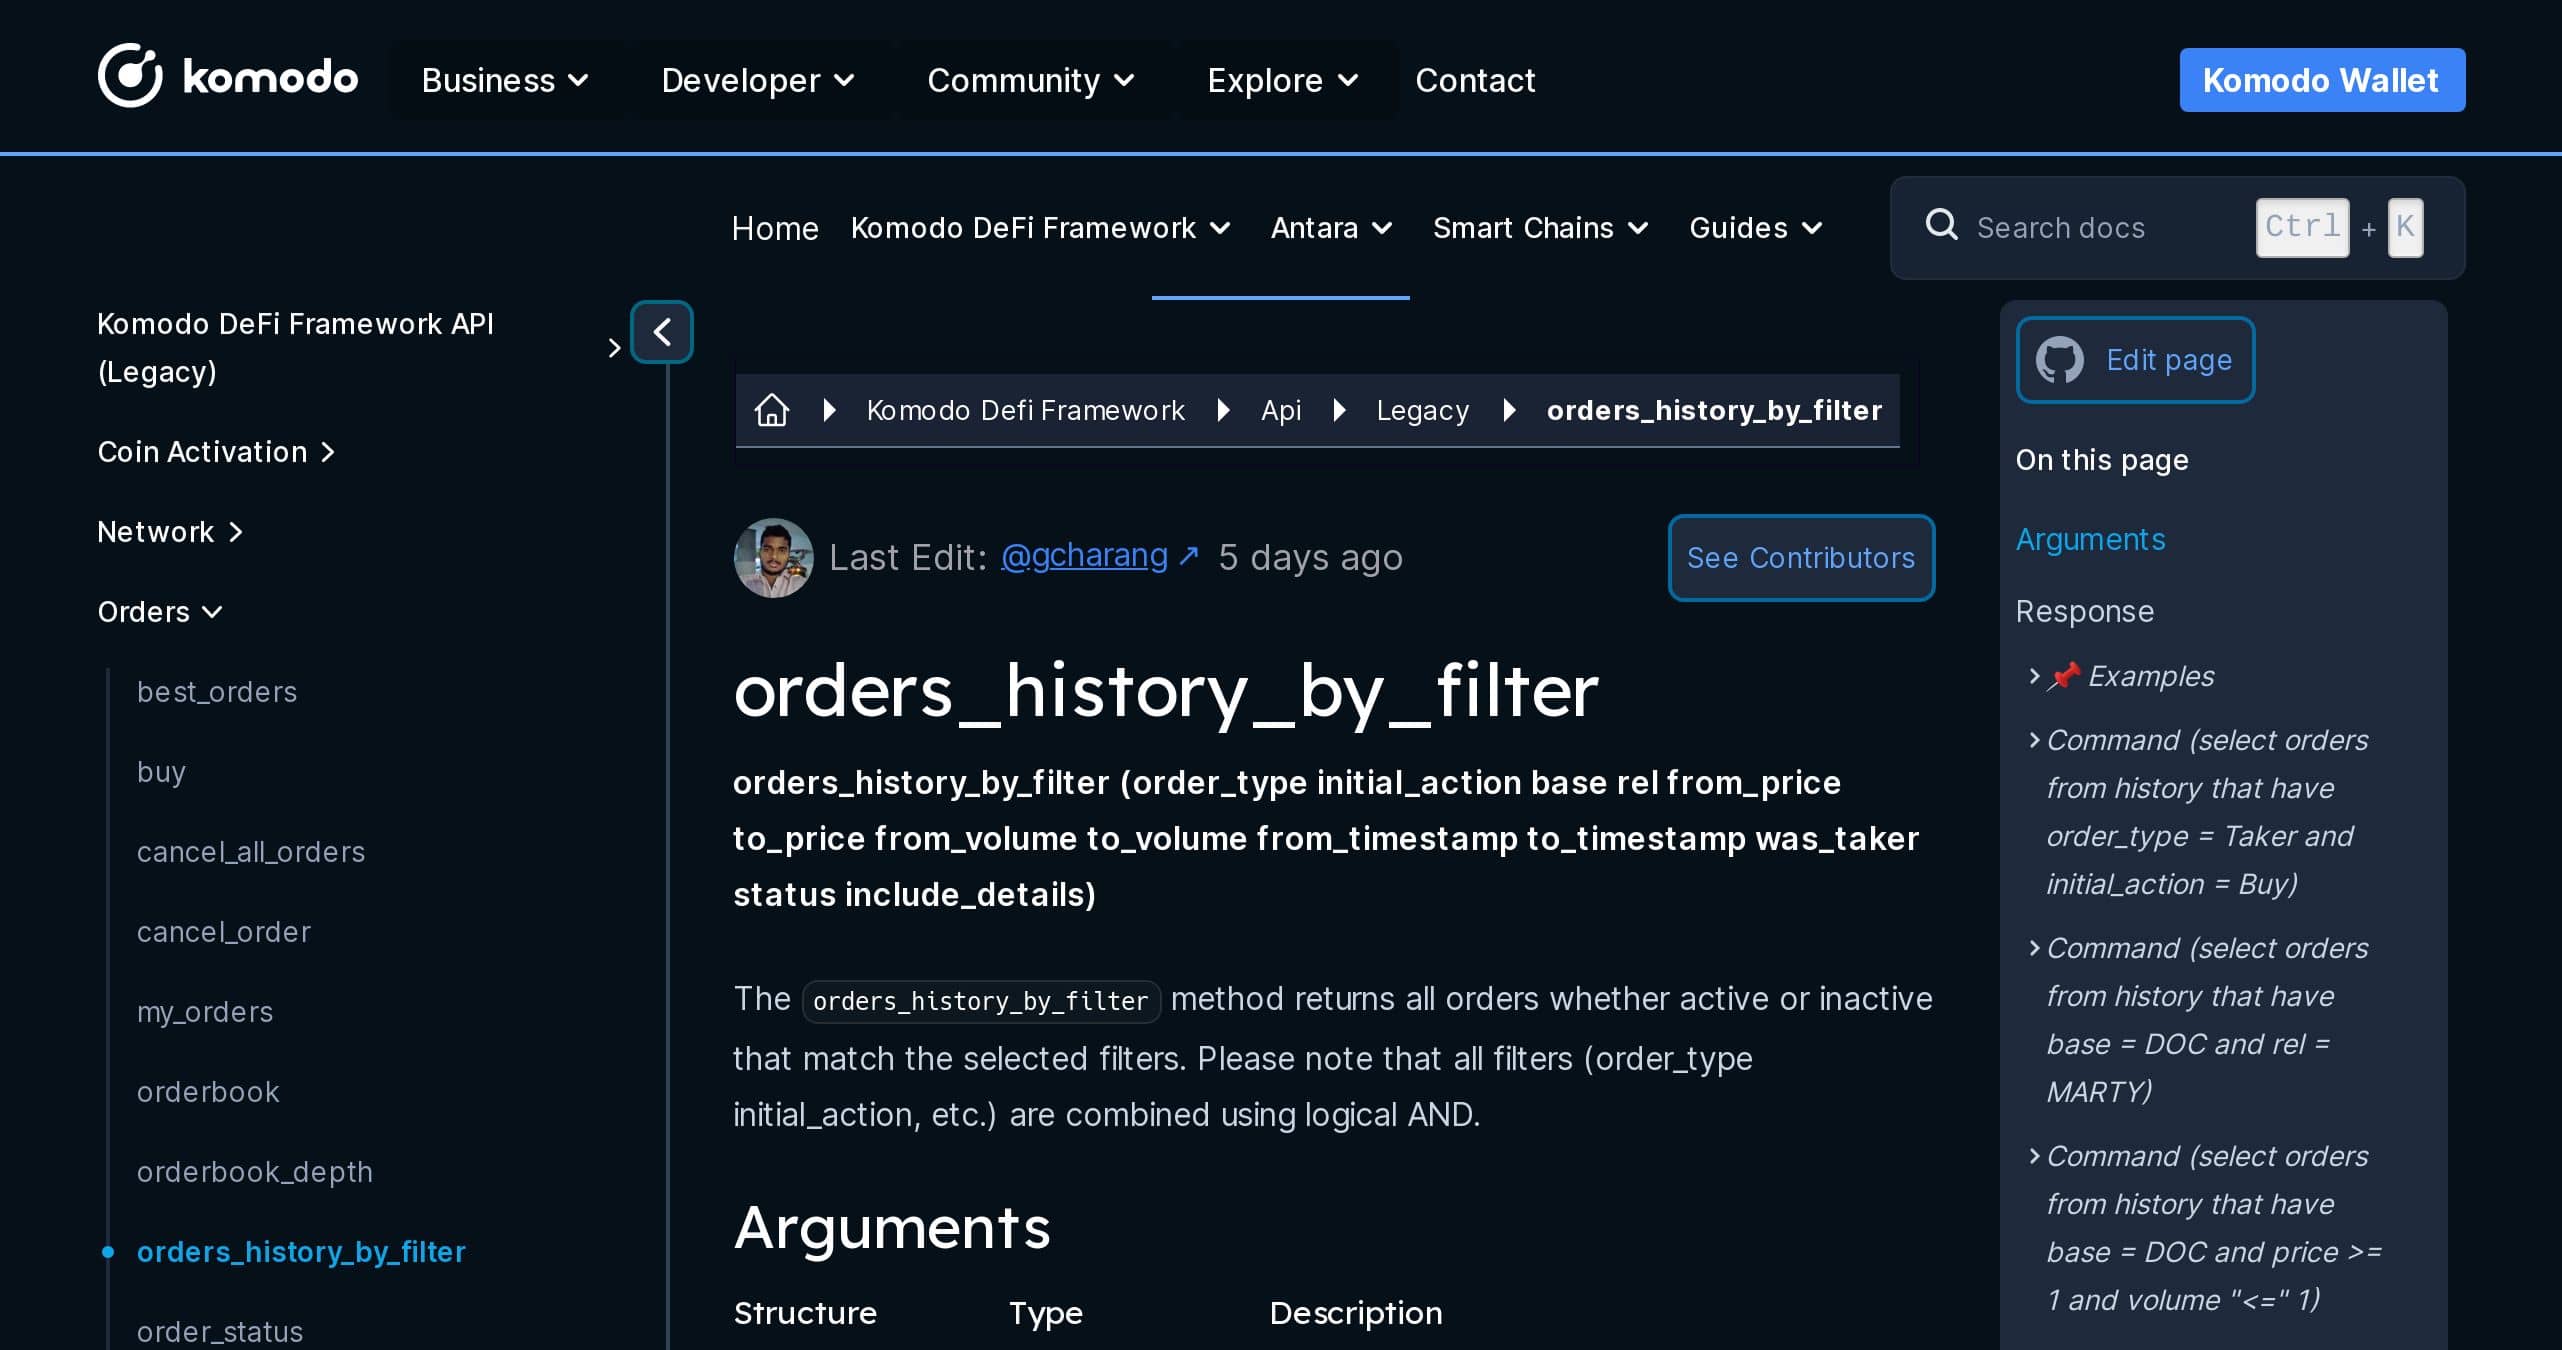 komodo
Business
Developer
Community
Explore
Contact
Komodo Wallet
Home
Komodo DeFi Framework
Antara
Smart Chains
Guides
Search docs
Ctrl + K
Komodo DeFi Framework API
(Legacy)
Coin Activation
Network
Orders
best_orders
buy
cancel_all_orders
cancel_order
my_orders
orderbook
orderbook_depth
orders_history_by_filter
order_status
Komodo Defi Framework
Api
Legacy
orders_history_by_filter
Last Edit: @gcharang ↗ 5 days ago
See Contributors
orders_history_by_filter
orders_history_by_filter (order_type initial_action base rel from_price
to_price from_volume to_volume from_timestamp to_timestamp was_taker
status include_details)
The orders_history_by_filter method returns all orders whether active or inactive
that match the selected filters. Please note that all filters (order_type
initial_action, etc.) are combined using logical AND.
Arguments
Structure Type Description
Edit page
On this page
Arguments
Response
📌 Examples
Command (select orders
from history that have
order_type = Taker and
initial_action = Buy)
Command (select orders
from history that have
base = DOC and rel =
MARTY)
Command (select orders
from history that have
base = DOC and price >=
1 and volume "<=" 1)